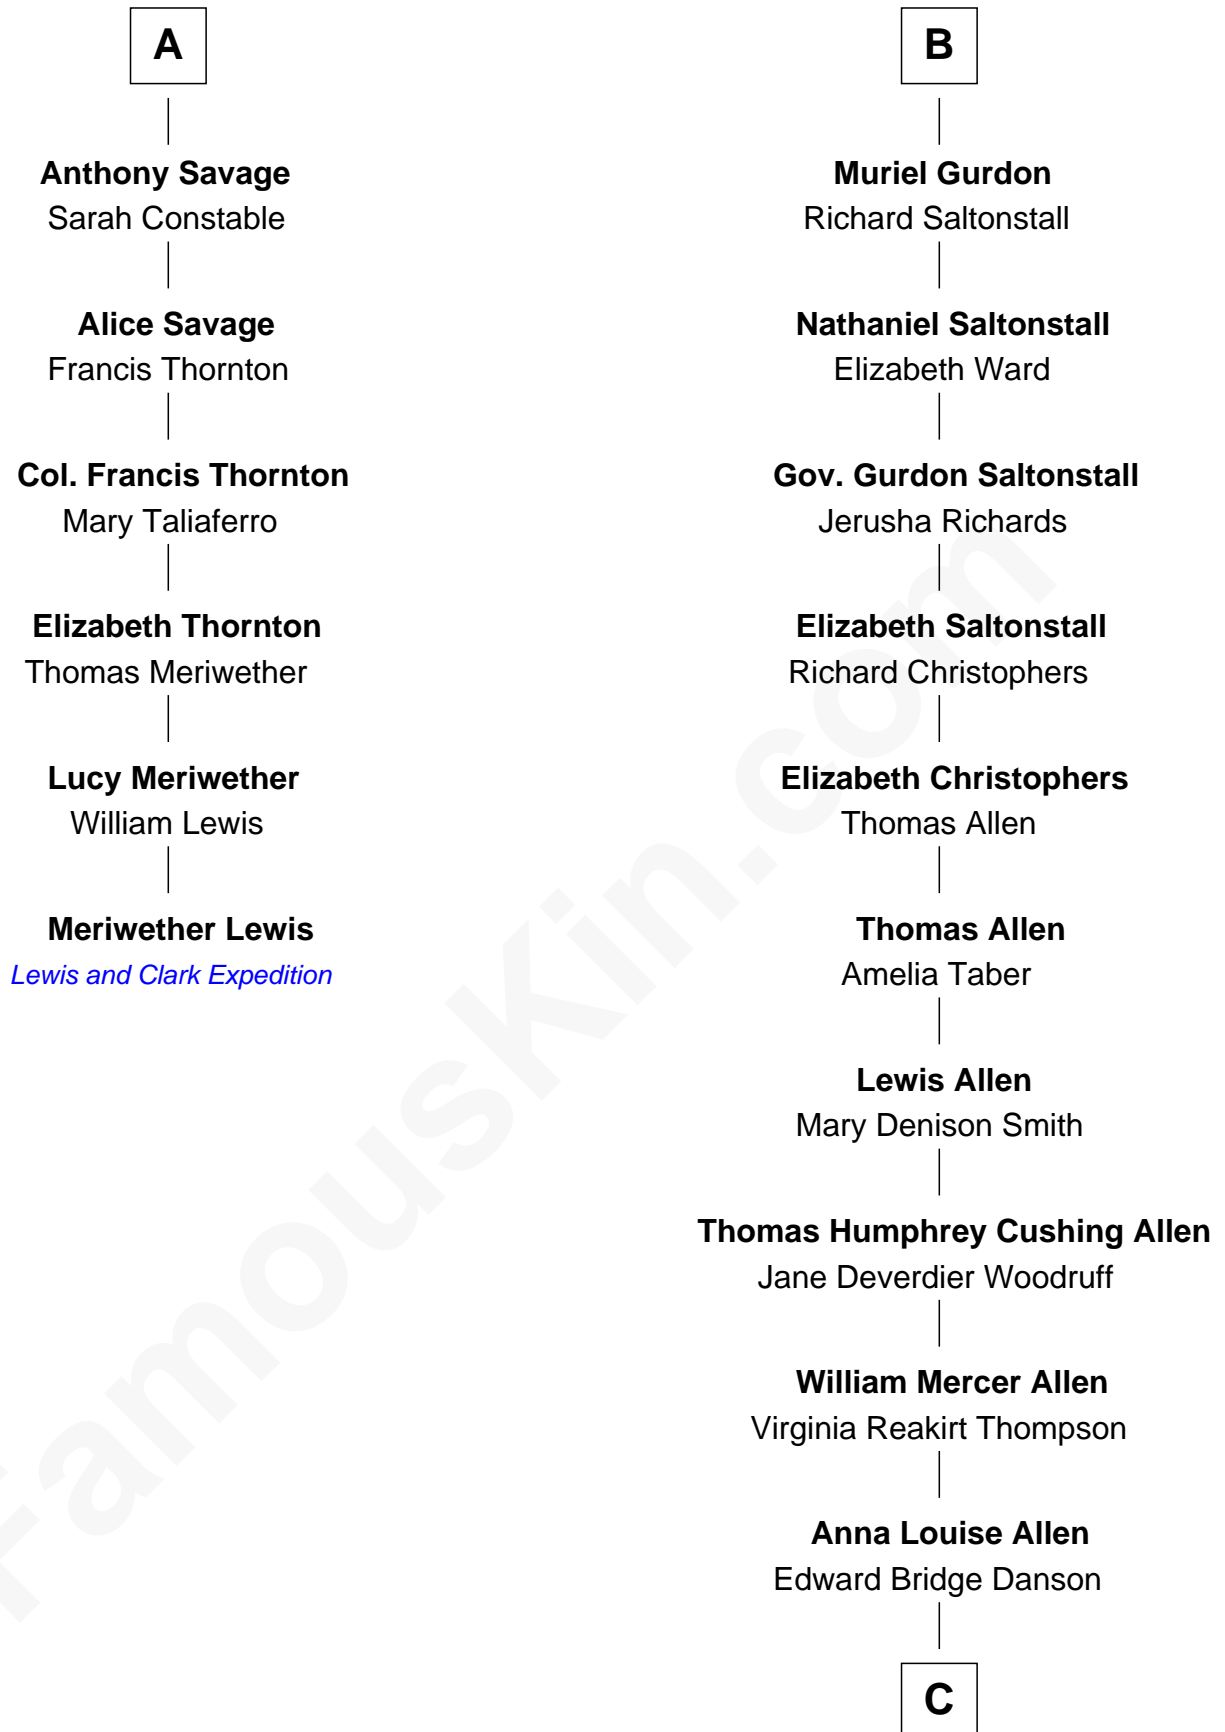 A
Anthony Savage
Sarah Constable
Alice Savage
Francis Thornton
Col. Francis Thornton
Mary Taliaferro
Elizabeth Thornton
Thomas Meriwether
Lucy Meriwether
William Lewis
Meriwether Lewis
Lewis and Clark Expedition
B
Muriel Gurdon
Richard Saltonstall
Nathaniel Saltonstall
Elizabeth Ward
Gov. Gurdon Saltonstall
Jerusha Richards
Elizabeth Saltonstall
Richard Christophers
Elizabeth Christophers
Thomas Allen
Thomas Allen
Amelia Taber
Lewis Allen
Mary Denison Smith
Thomas Humphrey Cushing Allen
Jane Deverdier Woodruff
William Mercer Allen
Virginia Reakirt Thompson
Anna Louise Allen
Edward Bridge Danson
C
FamousKin.com